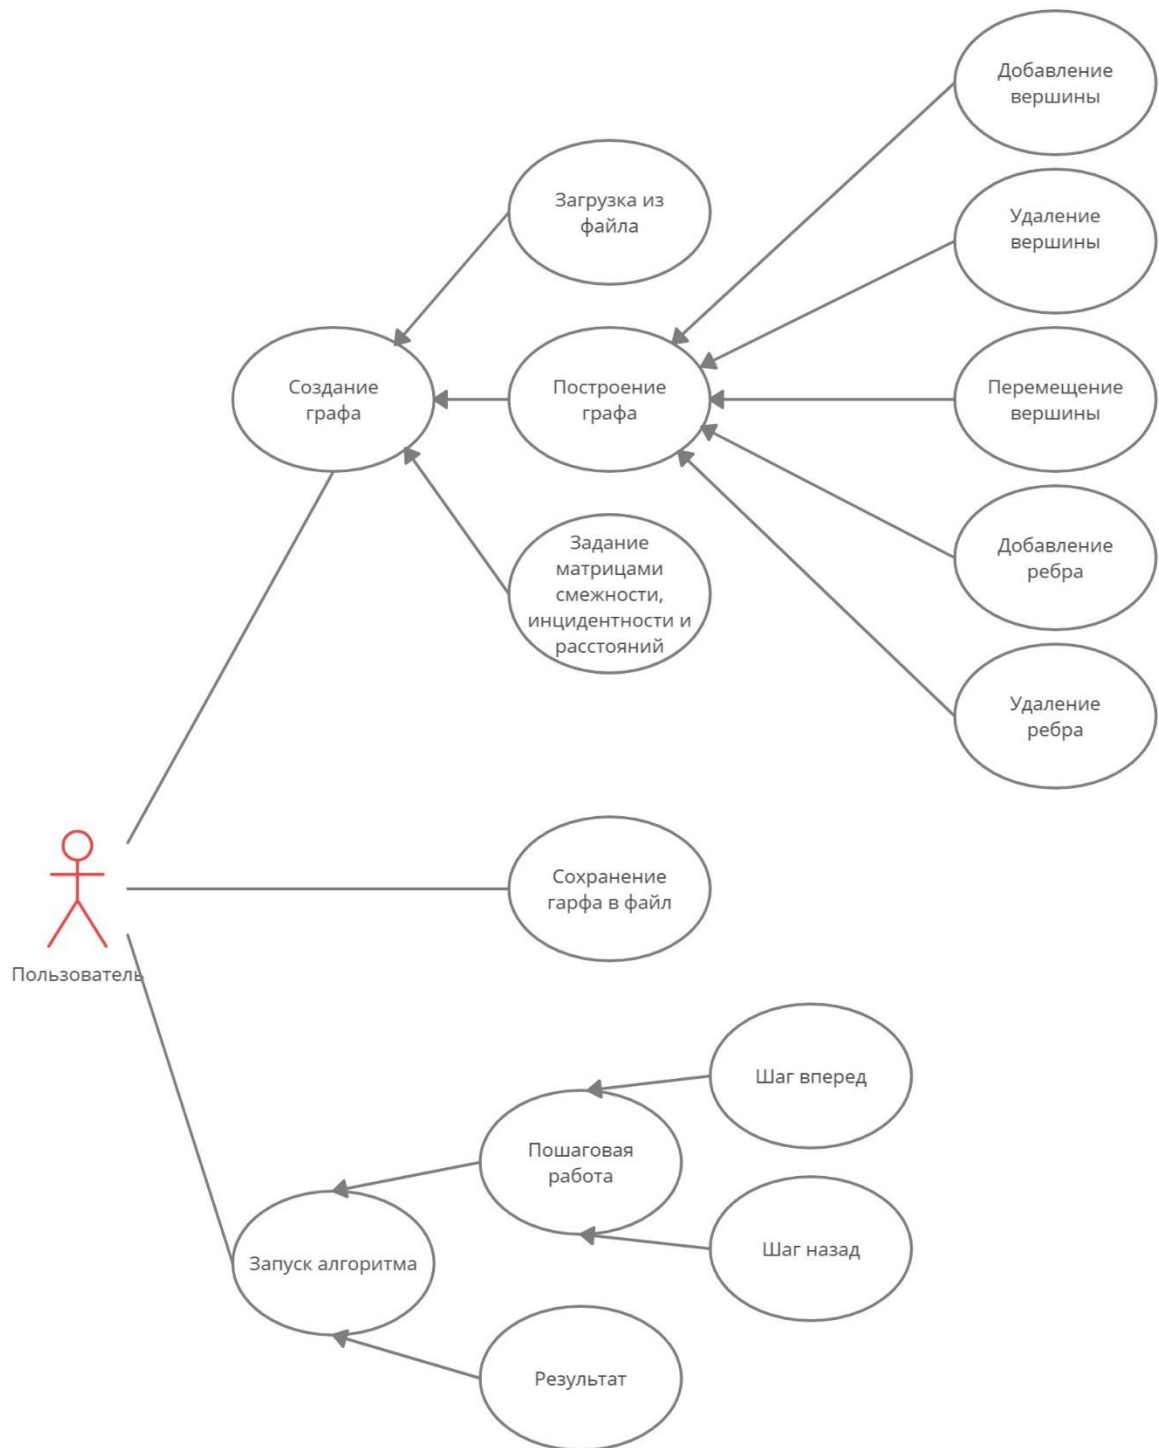 Добавление
вершины
Загрузка из
файла
Удаление
вершины
Создание
графа
Построение
графа
Перемещение
вершины
Задание
матрицами
смежности,
инцидентности и
расстояний
Добавление
ребра
Удаление
ребра
Сохранение
гарфа в файл
Пользователь
Шаг вперед
Пошаговая
работа
Шаг назад
Запуск алгоритма
Результат